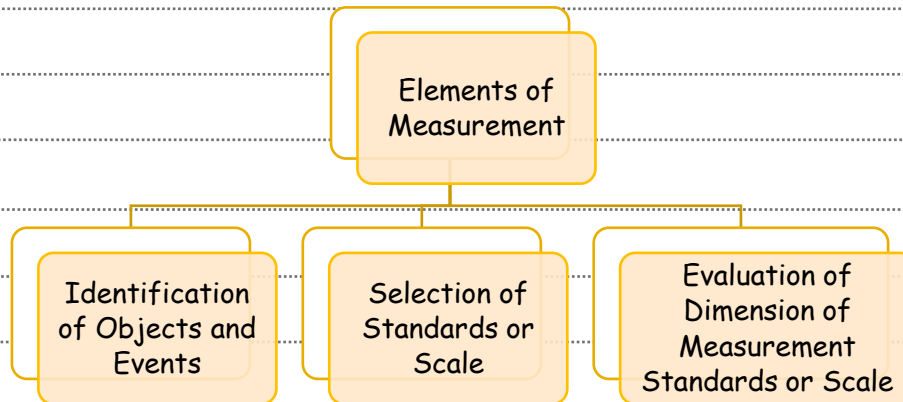 Elements of
Measurement
Identification
of Objects and
Events
Selection of
Standards or
Scale
Evaluation of
Dimension of
Measurement
Standards or Scale